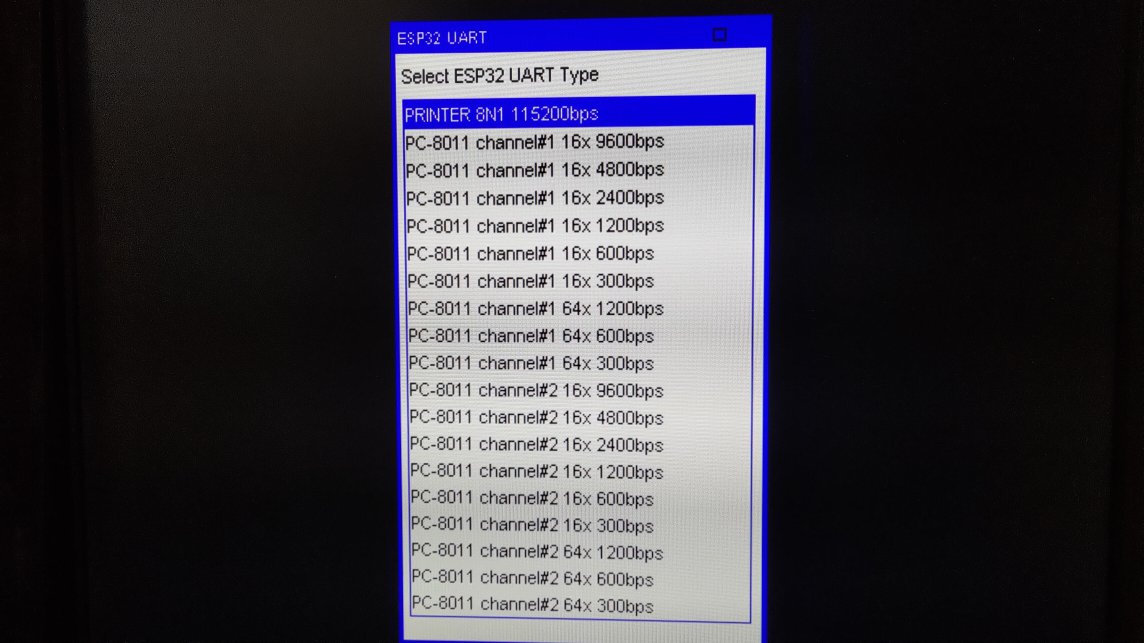 ESP32 UART
Select ESP32 UART Type
PRINTER 8N1 115200bps
PC-8011 channel#1 16x 9600bps
PC-8011 channel#1 16x 4800bps
PC-8011 channel#1 16x 2400bps
PC-8011 channel#1 16x 1200bps
PC-8011 channel#1 16x 600bps
PC-8011 channel#1 16x 300bps
PC-8011 channel#1 64x 1200bps
PC-8011 channel#1 64x 600bps
PC-8011 channel#1 64x 300bps
PC-8011 channel#2 16x 9600bps
PC-8011 channel#2 16x 4800bps
PC-8011 channel#2 16x 2400bps
PC-8011 channel#2 16x 1200bps
PC-8011 channel#2 16x 600bps
PC-8011 channel#2 16x 300bps
PC-8011 channel#2 64x 1200bps
PC-8011 channel#2 64x 600bps
PC-8011 channel#2 64x 300bps